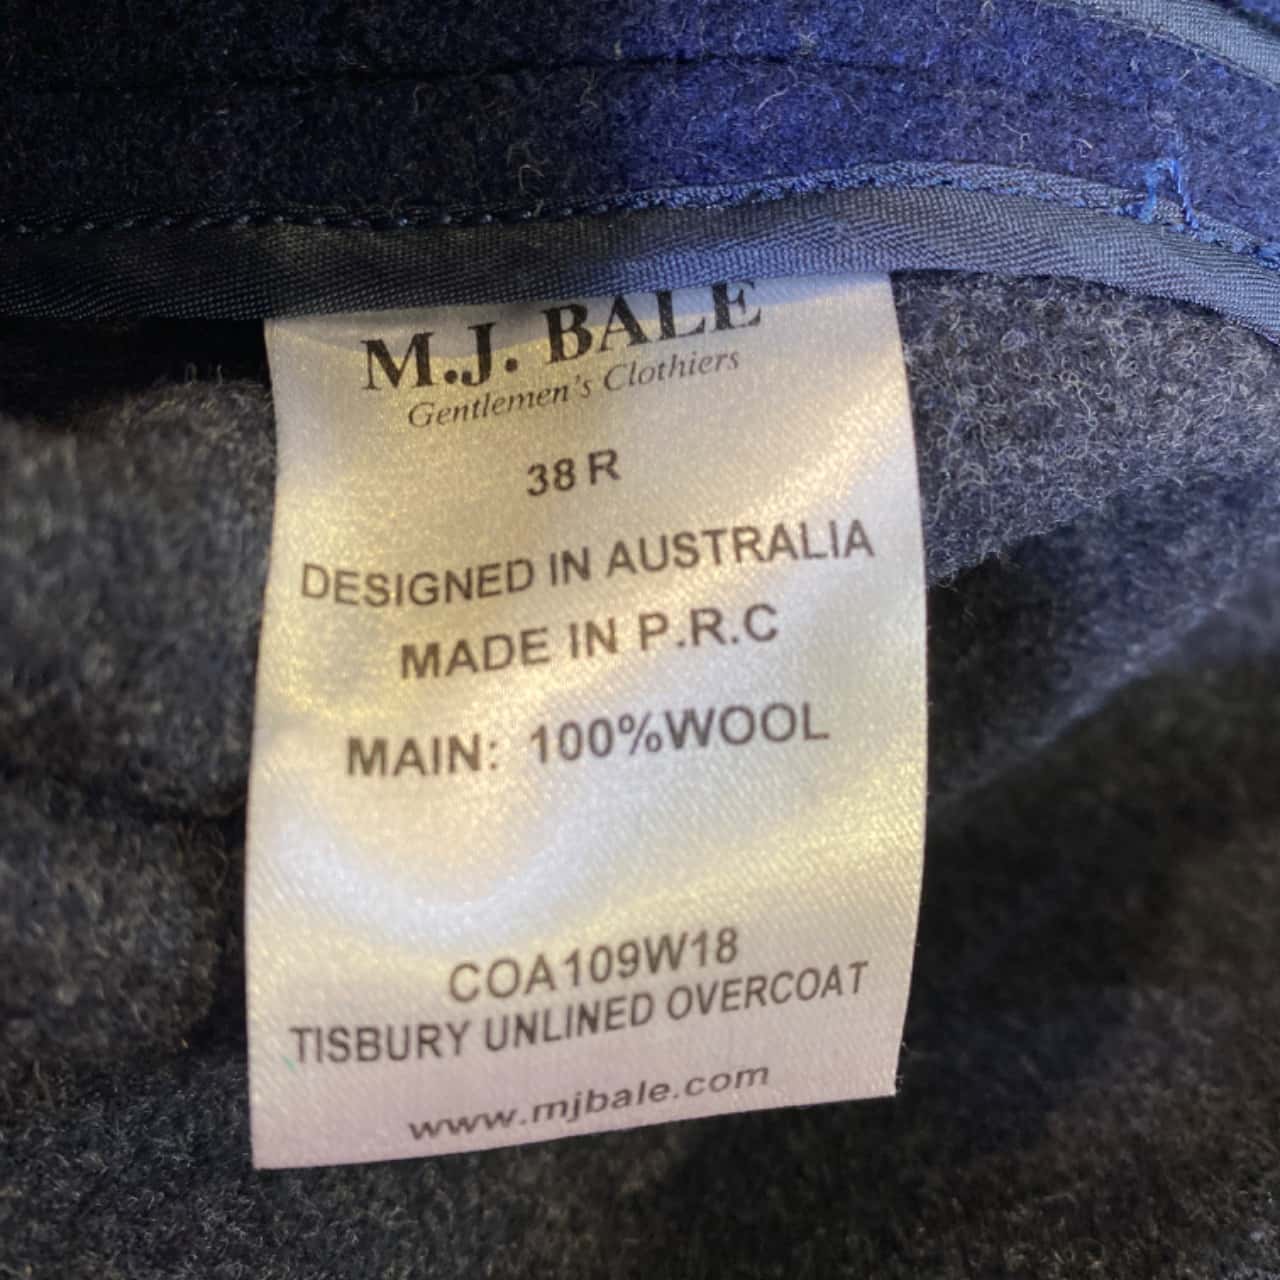 M.J. BALE
Gentlemen's Clothiers
38 R
DESIGNED IN AUSTRALIA
MADE IN P.R.C
MAIN: 100%WOOL
COA109W18
TISBURY UNLINED OVERCOAT
www.mjbale.com